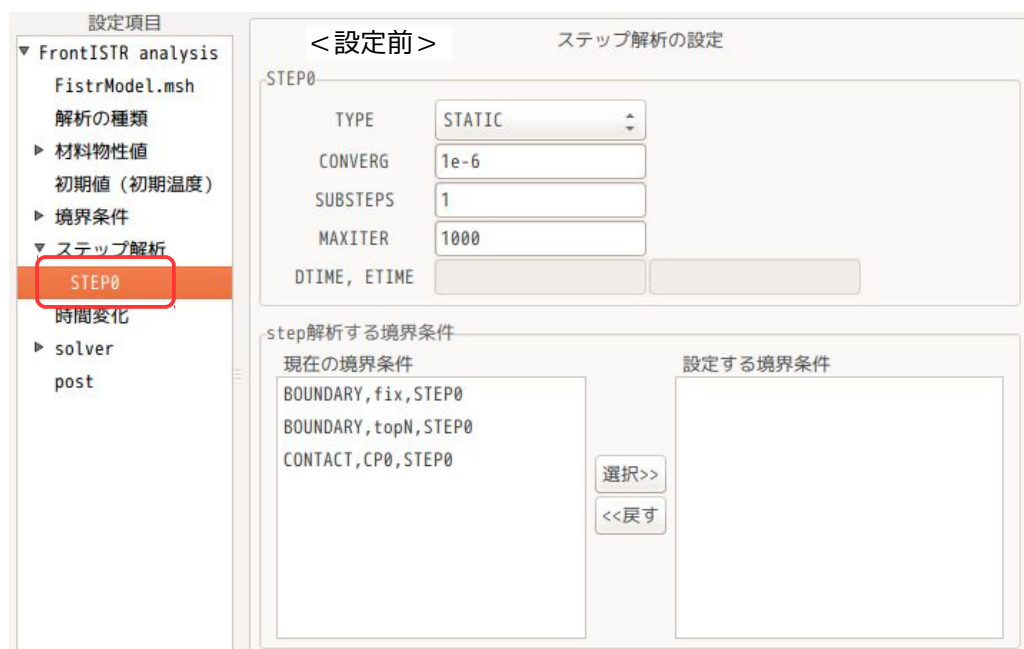 設定項目
▼ FrontISTR analysis
FistrModel.msh
解析の種類
▶ 材料物性値
初期値（初期温度）
▶ 境界条件
▼ ステップ解析
STEP0
時間変化
▶ solver
post
＜設定前＞
ステップ解析の設定
STEP0
TYPE STATIC
CONVERG 1e-6
SUBSTEPS 1
MAXITER 1000
DTIME, ETIME
step解析する境界条件
現在の境界条件
BOUNDARY,fix,STEP0
BOUNDARY,topN,STEP0
CONTACT,CP0,STEP0
選択>>
<<戻す
設定する境界条件